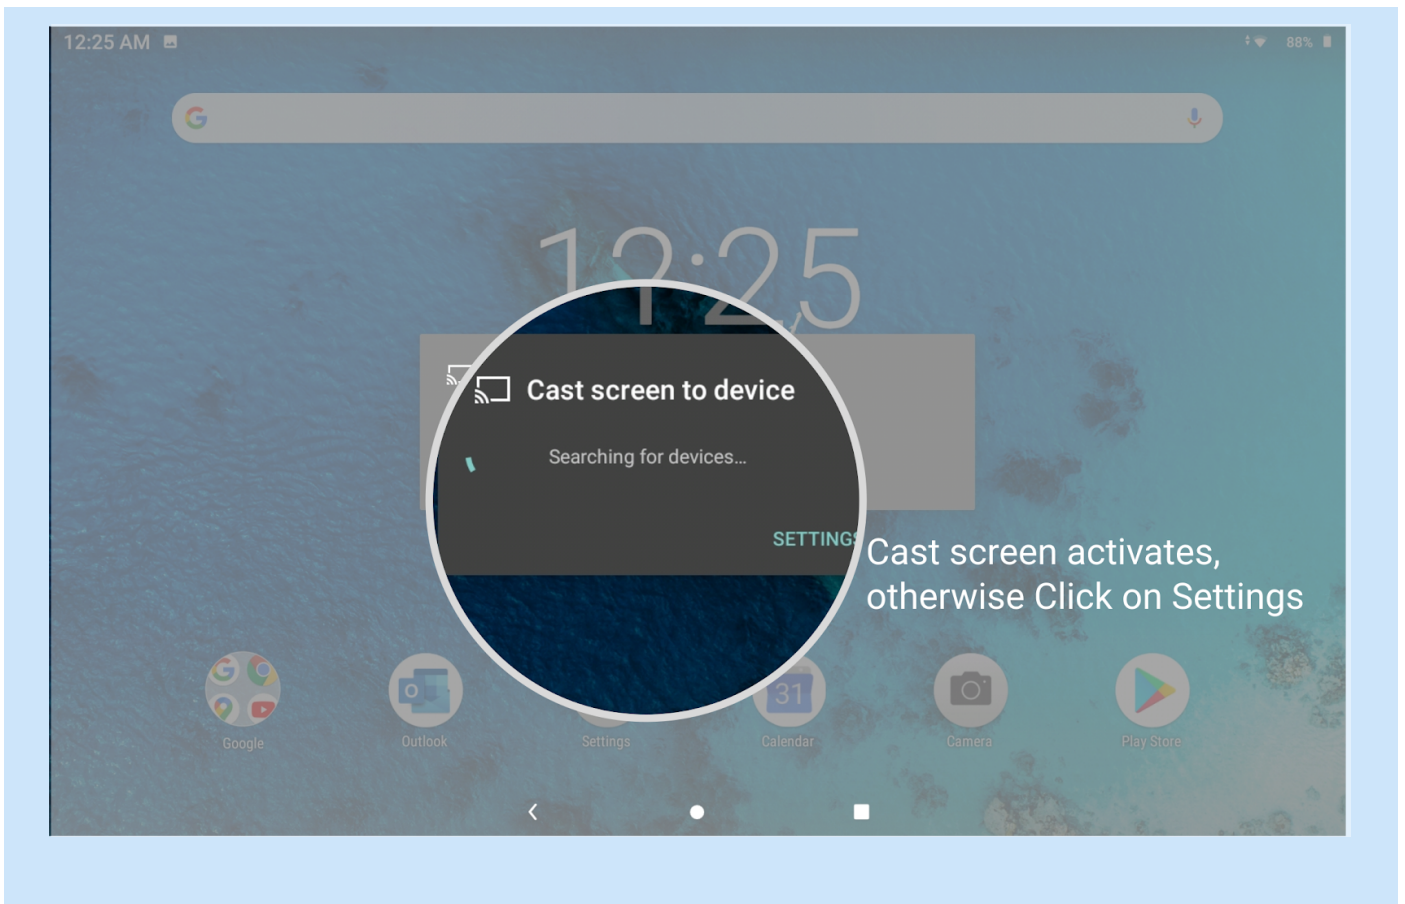 12:25 AM
88%
12:25
Cast screen to device
Searching for devices...
SETTINGS
Cast screen activates,
otherwise Click on Settings
31
Google
Outlook
Settings
Calendar
Camera
Play Store